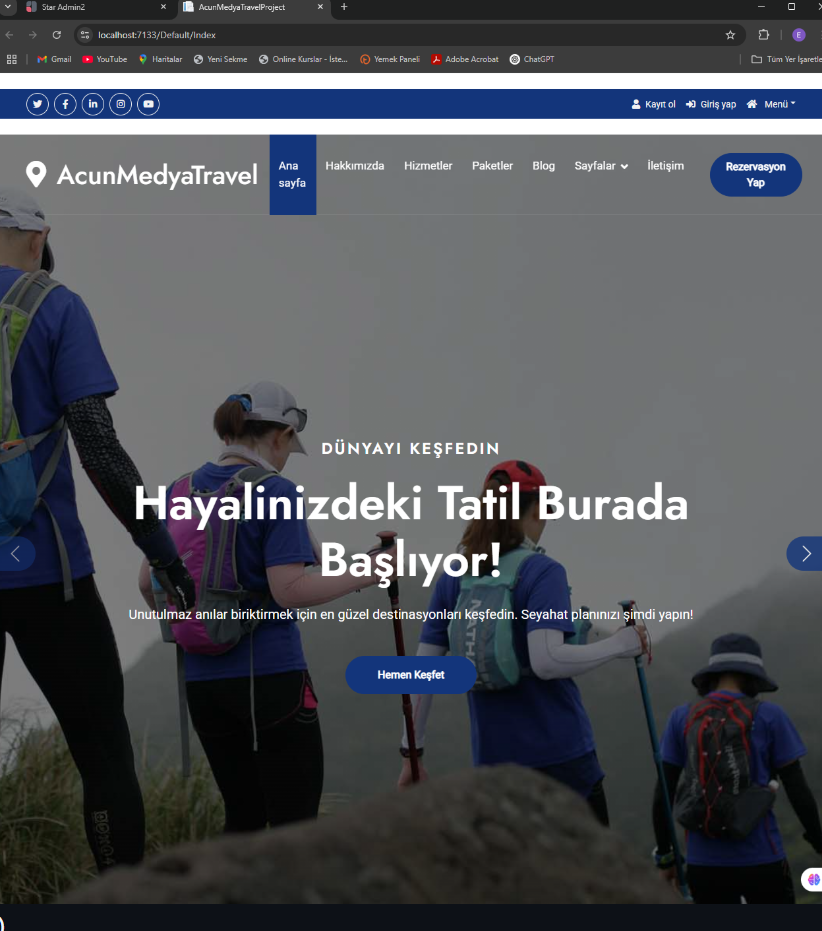 Star Admin2
AcunMedyaTravelProject
localhost:7133/Default/Index
E
Gmail
YouTube
Haritalar
Yeni Sekme
Online Kurslar - İste...
Yemek Paneli
Adobe Acrobat
ChatGPT
Tüm Yer İşaretle
Kayıt ol
Giriş yap
Menü
AcunMedyaTravel
Ana
sayfa
Hakkımızda
Hizmetler
Paketler
Blog
Sayfalar
İletişim
Rezervasyon
Yap
DÜNYAYI KEŞFEDIN
Hayalinizdeki Tatil Burada
Başlıyor!
Unutulmaz anılar biriktirmek için en güzel destinasyonları keşfedin. Seyahat planınızı şimdi yapın!
Hemen Keşfet